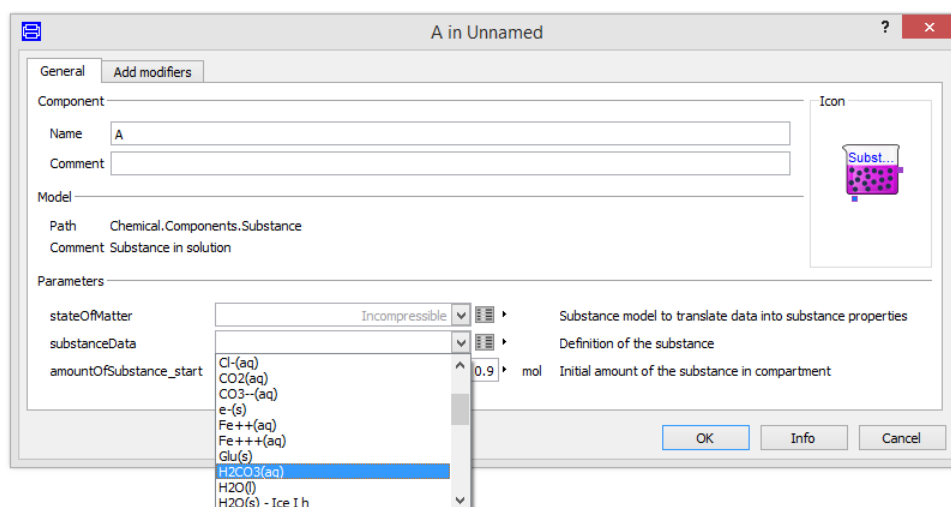 A in Unnamed
?
×
General
Add modifiers
Component
Icon
Name
A
Comment
Subst...
Model
Path
Chemical.Components.Substance
Comment
Substance in solution
Parameters
stateOfMatter
Incompressible
Substance model to translate data into substance properties
substanceData
Definition of the substance
amountOfSubstance_start
0.9
mol
Initial amount of the substance in compartment
Cl-(aq)
CO2(aq)
CO3--(aq)
e-(s)
Fe++(aq)
Fe+++(aq)
Glu(s)
H2CO3(aq)
H2O(l)
H2O(s) - Ice I h
OK
Info
Cancel